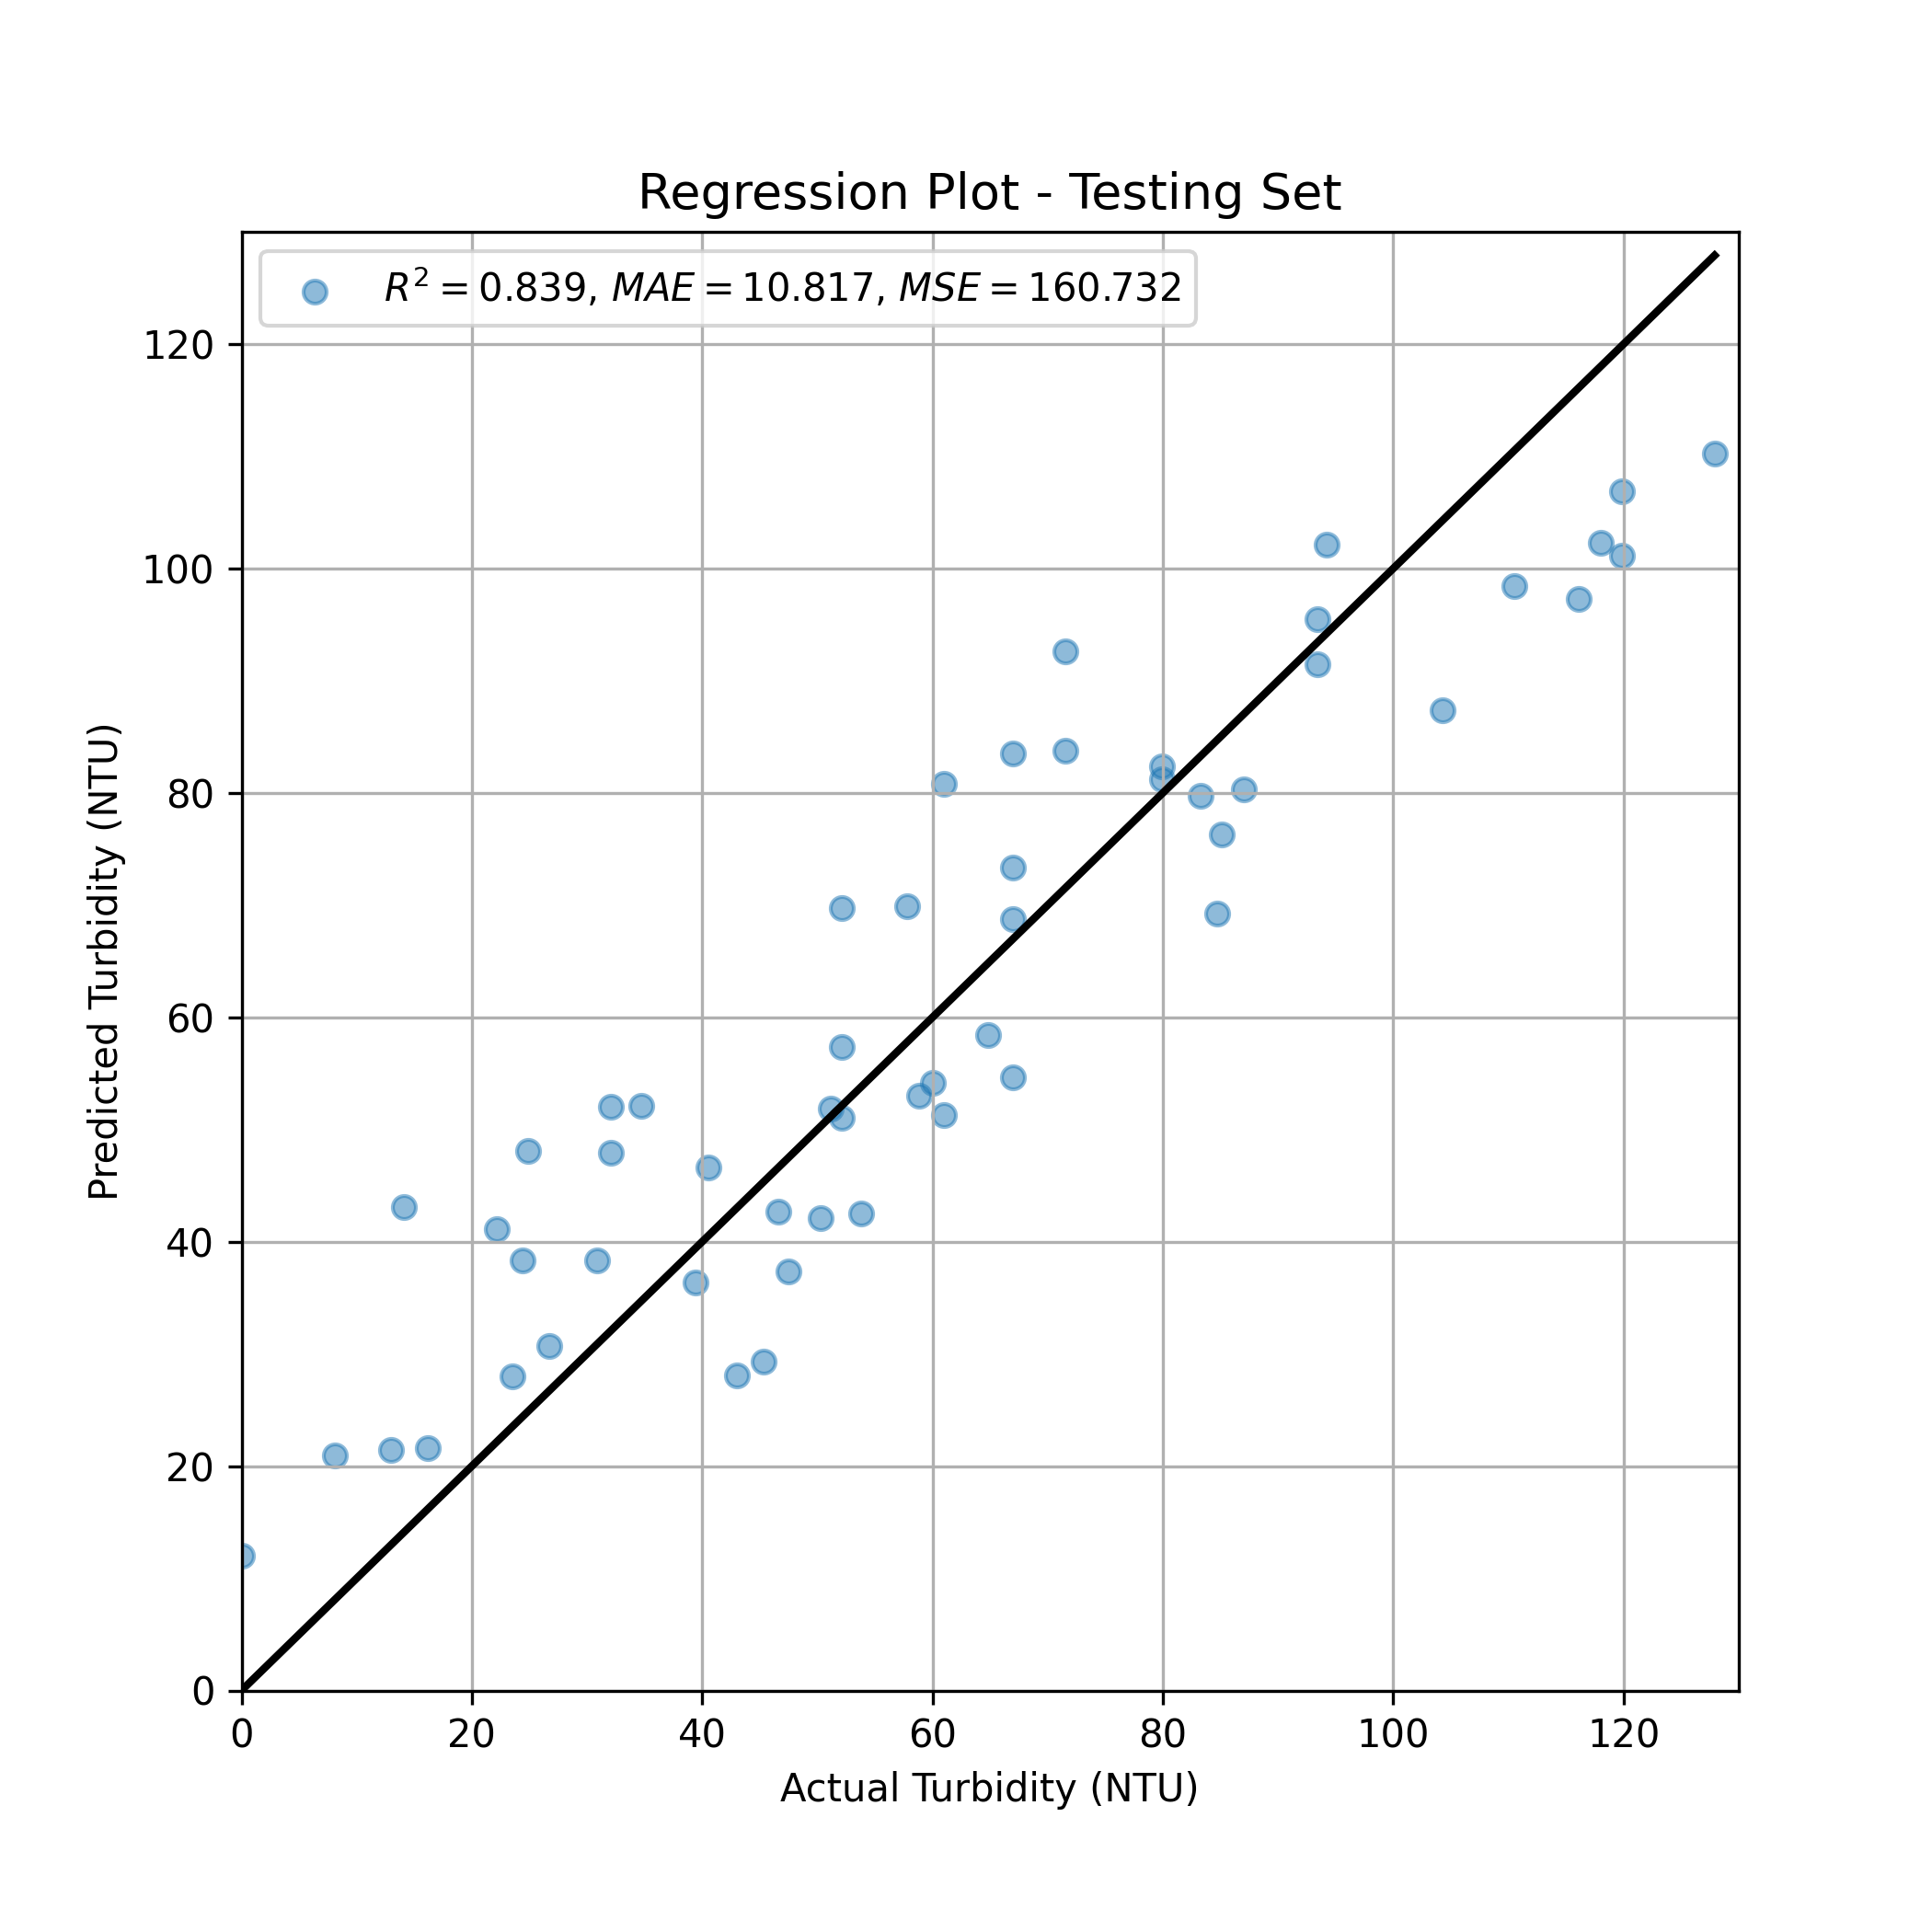 Regression Plot - Testing Set
R² = 0.839, MAE = 10.817, MSE = 160.732
120
100
80
60
40
20
0
Predicted Turbidity (NTU)
0 20 40 60 80 100 120
Actual Turbidity (NTU)